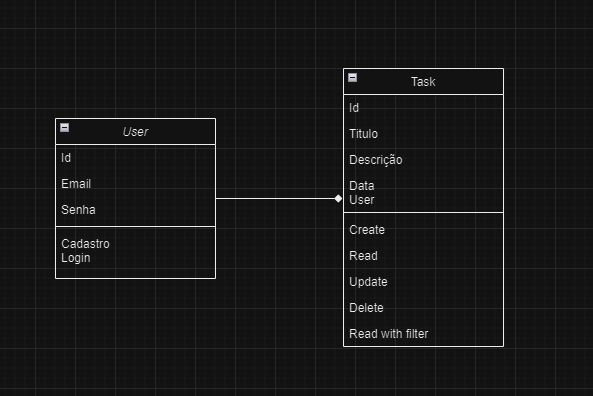 User
Id
Email
Senha
Cadastro
Login
Task
Id
Titulo
Descrição
Data
User
Create
Read
Update
Delete
Read with filter